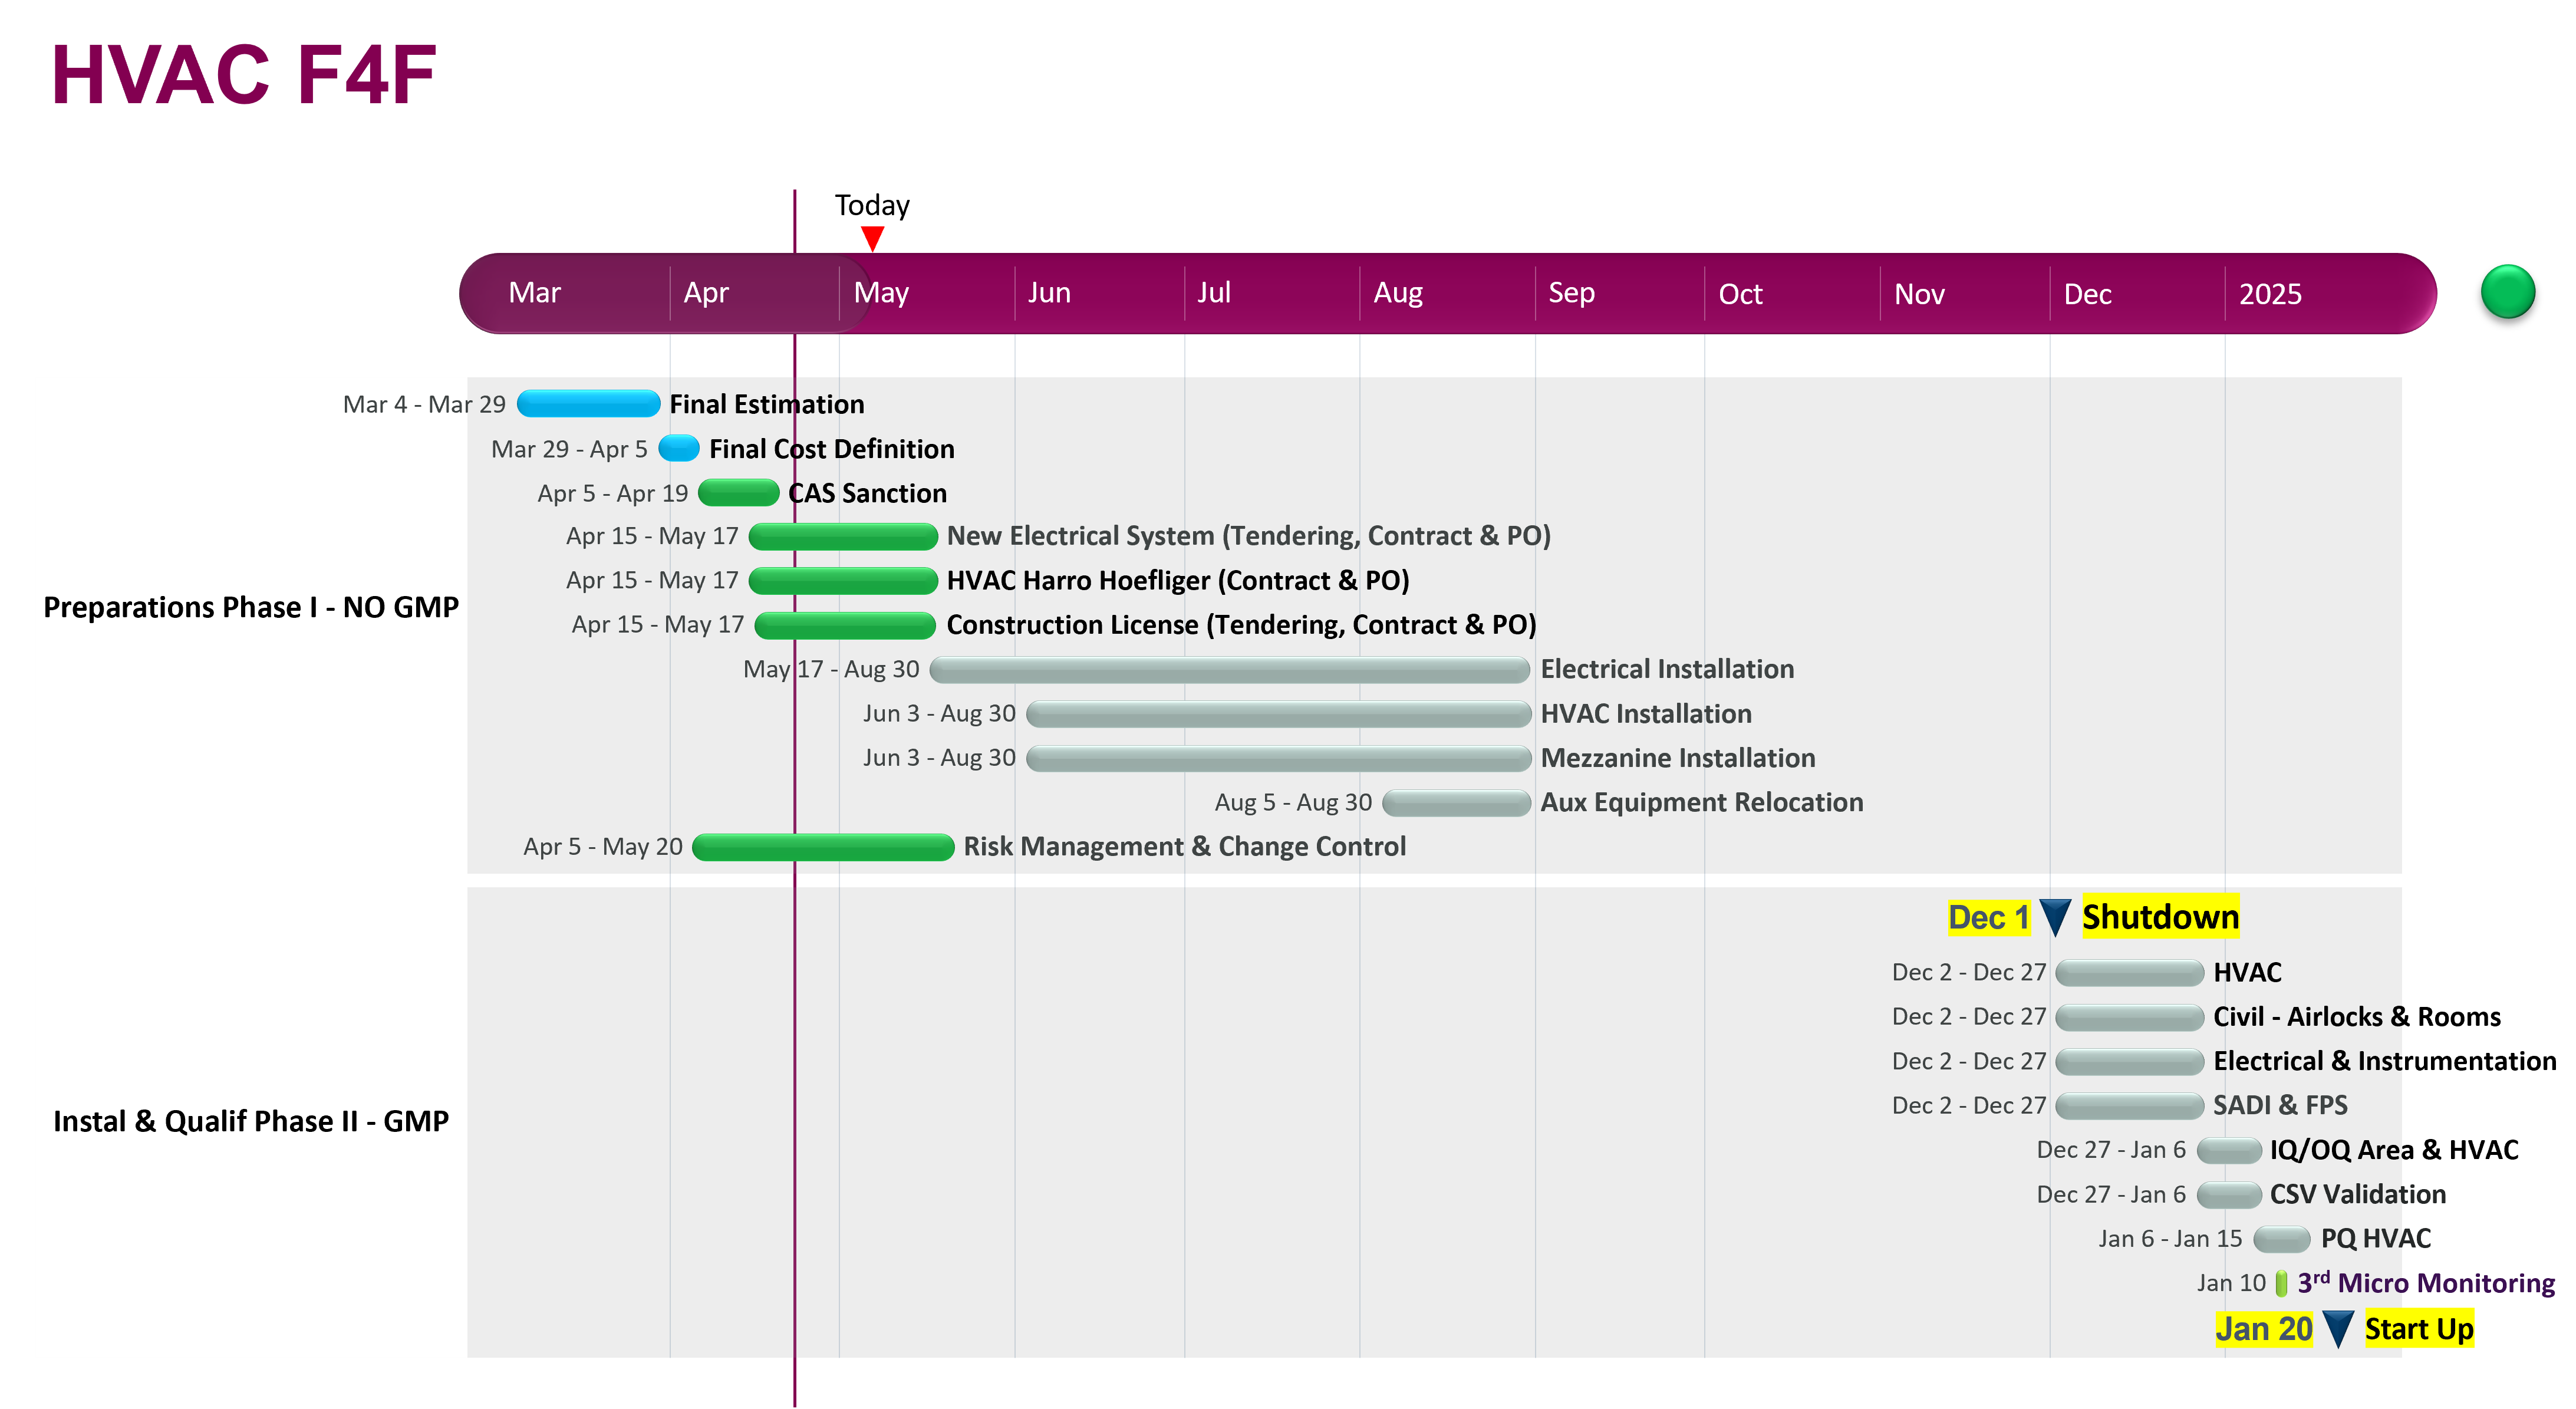 HVAC F4F
Today
Mar Apr May Jun Jul Aug Sep Oct Nov Dec 2025
Mar 4 - Mar 29 Final Estimation
Mar 29 - Apr 5 Final Cost Definition
Apr 5 - Apr 19 CAS Sanction
Apr 15 - May 17 New Electrical System (Tendering, Contract & PO)
Apr 15 - May 17 HVAC Harro Hoefliger (Contract & PO)
Preparations Phase I - NO GMP
Apr 15 - May 17 Construction License (Tendering, Contract & PO)
May 17 - Aug 30 Electrical Installation
Jun 3 - Aug 30 HVAC Installation
Jun 3 - Aug 30 Mezzanine Installation
Aug 5 - Aug 30 Aux Equipment Relocation
Apr 5 - May 20 Risk Management & Change Control
Dec 1 Shutdown
Dec 2 - Dec 27 HVAC
Dec 2 - Dec 27 Civil - Airlocks & Rooms
Dec 2 - Dec 27 Electrical & Instrumentation
Dec 2 - Dec 27 SADI & FPS
Instal & Qualif Phase II - GMP
Dec 27 - Jan 6 IQ/OQ Area & HVAC
Dec 27 - Jan 6 CSV Validation
Jan 6 - Jan 15 PQ HVAC
Jan 10 3rd Micro Monitoring
Jan 20 Start Up